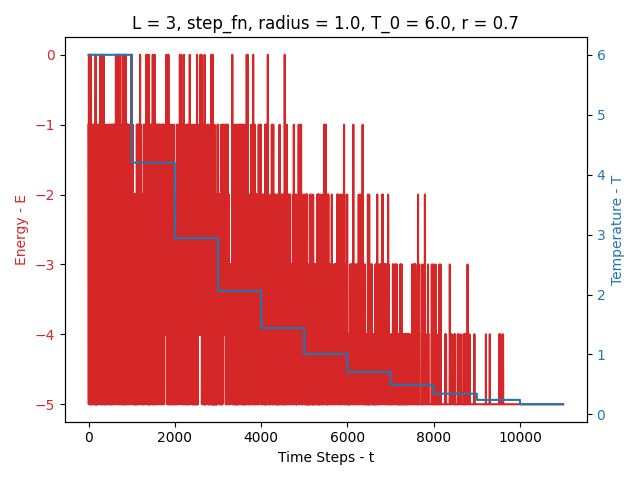 L = 3, step_fn, radius = 1.0, T_0 = 6.0, r = 0.7
Energy - E
0
−1
−2
−3
−4
−5
6
5
4
3
2
1
0
Temperature - T
0 2000 4000 6000 8000 10000
Time Steps - t